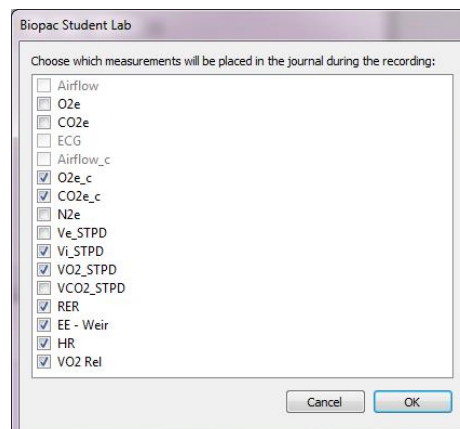 Biopac Student Lab
Choose which measurements will be placed in the journal during the recording:
Airflow
O2e
CO2e
ECG
Airflow_c
O2e_c
CO2e_c
N2e
Ve_STPD
Vi_STPD
VO2_STPD
VCO2_STPD
RER
EE - Weir
HR
VO2 Rel
Cancel OK